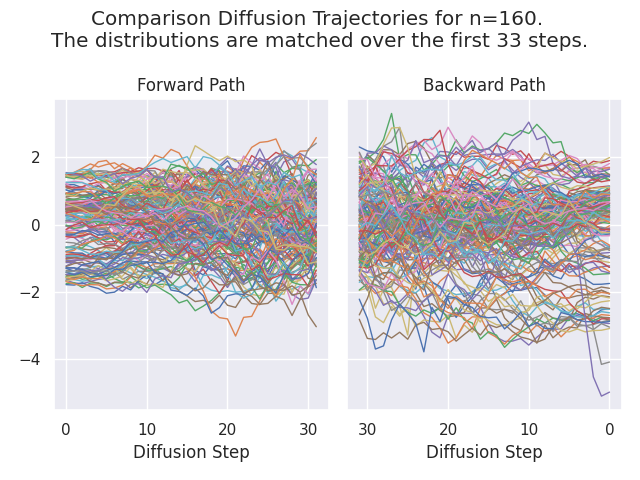 Comparison Diffusion Trajectories for n=160.
The distributions are matched over the first 33 steps.
Forward Path
Backward Path
2
0
−2
−4
0 10 20 30
30 20 10 0
Diffusion Step
Diffusion Step